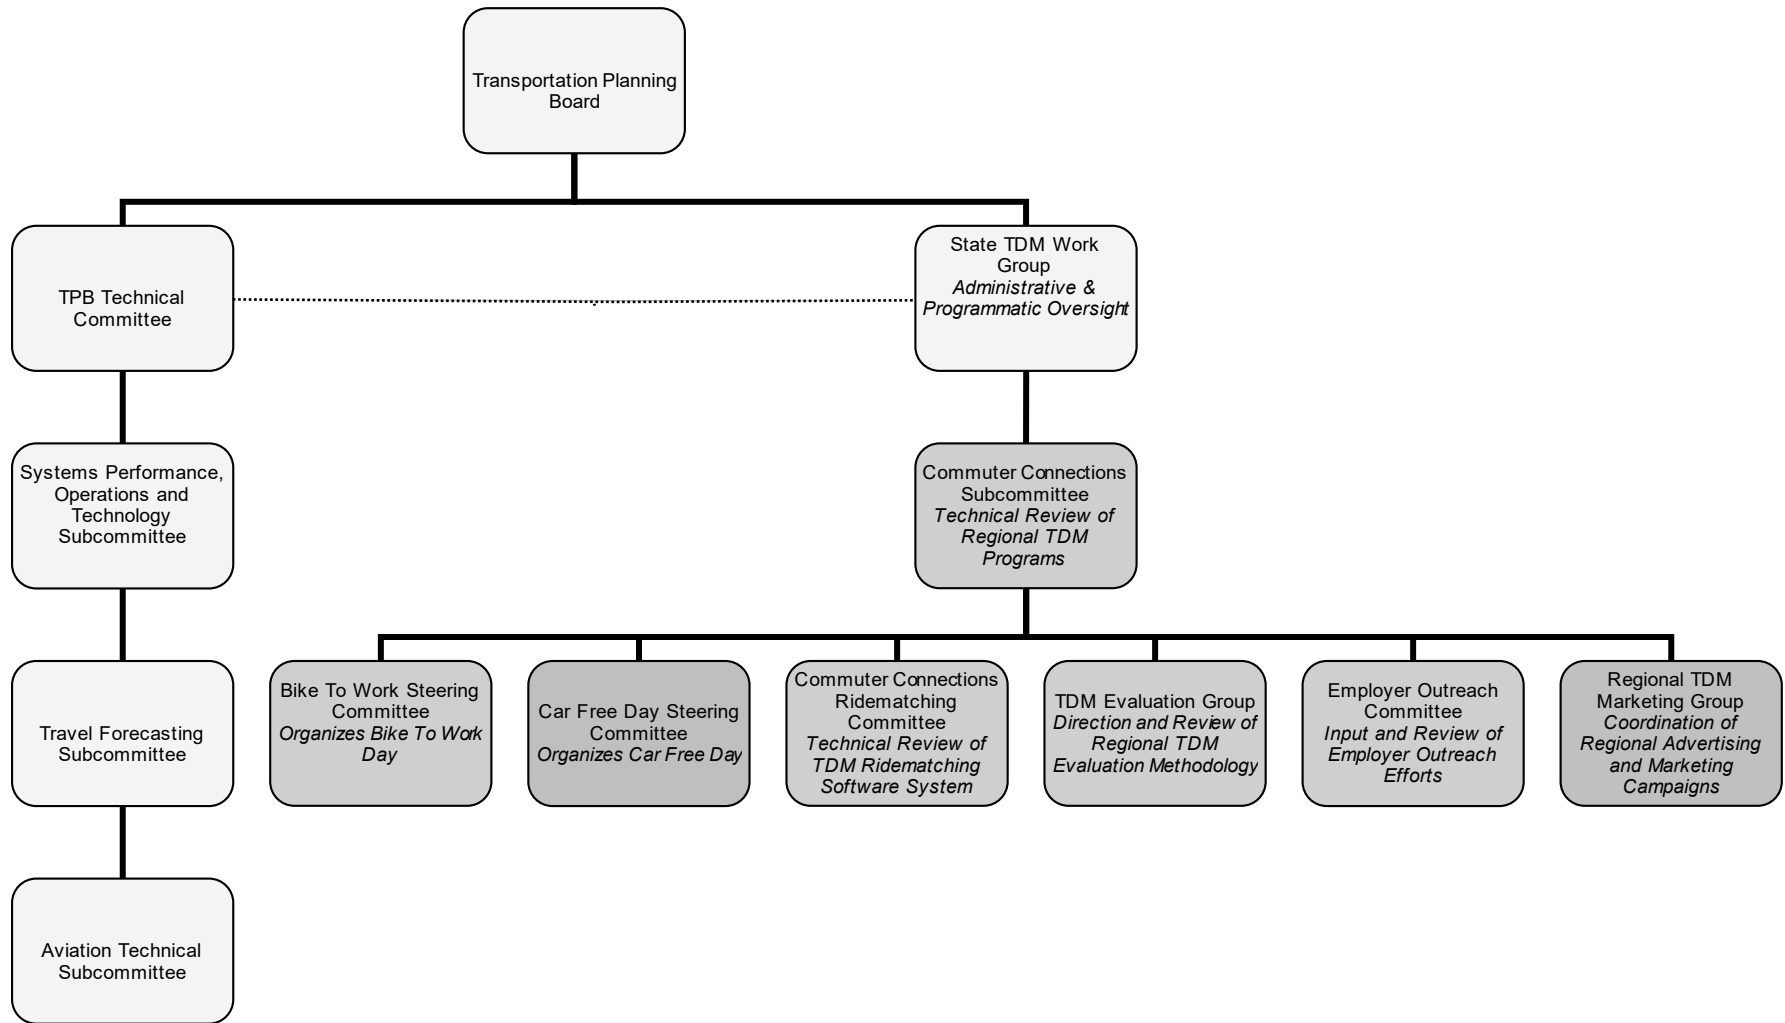 Transportation Planning
Board
TPB Technical
Committee
State TDM Work
Group
Administrative &
Programmatic Oversight
Systems Performance,
Operations and
Technology
Subcommittee
Commuter Connections
Subcommittee
Technical Review of
Regional TDM
Programs
Travel Forecasting
Subcommittee
Bike To Work Steering
Committee
Organizes Bike To Work
Day
Car Free Day Steering
Committee
Organizes Car Free Day
Commuter Connections
Ridematching
Committee
Technical Review of
TDM Ridematching
Software System
TDM Evaluation Group
Direction and Review of
Regional TDM
Evaluation Methodology
Employer Outreach
Committee
Input and Review of
Employer Outreach
Efforts
Regional TDM
Marketing Group
Coordination of
Regional Advertising
and Marketing
Campaigns
Aviation Technical
Subcommittee